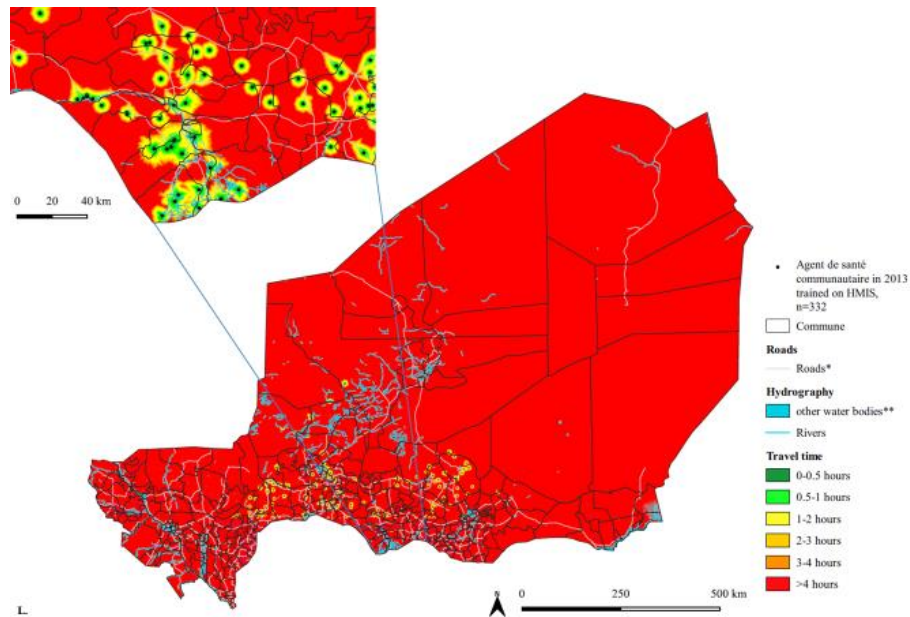 0 20 40 km
Agent de santé
communautaire in 2013
trained on HMIS,
n=332
Commune
Roads
Roads*
Hydrography
other water bodies**
Rivers
Travel time
0-0.5 hours
0.5-1 hours
1-2 hours
2-3 hours
3-4 hours
>4 hours
N
0 250 500 km